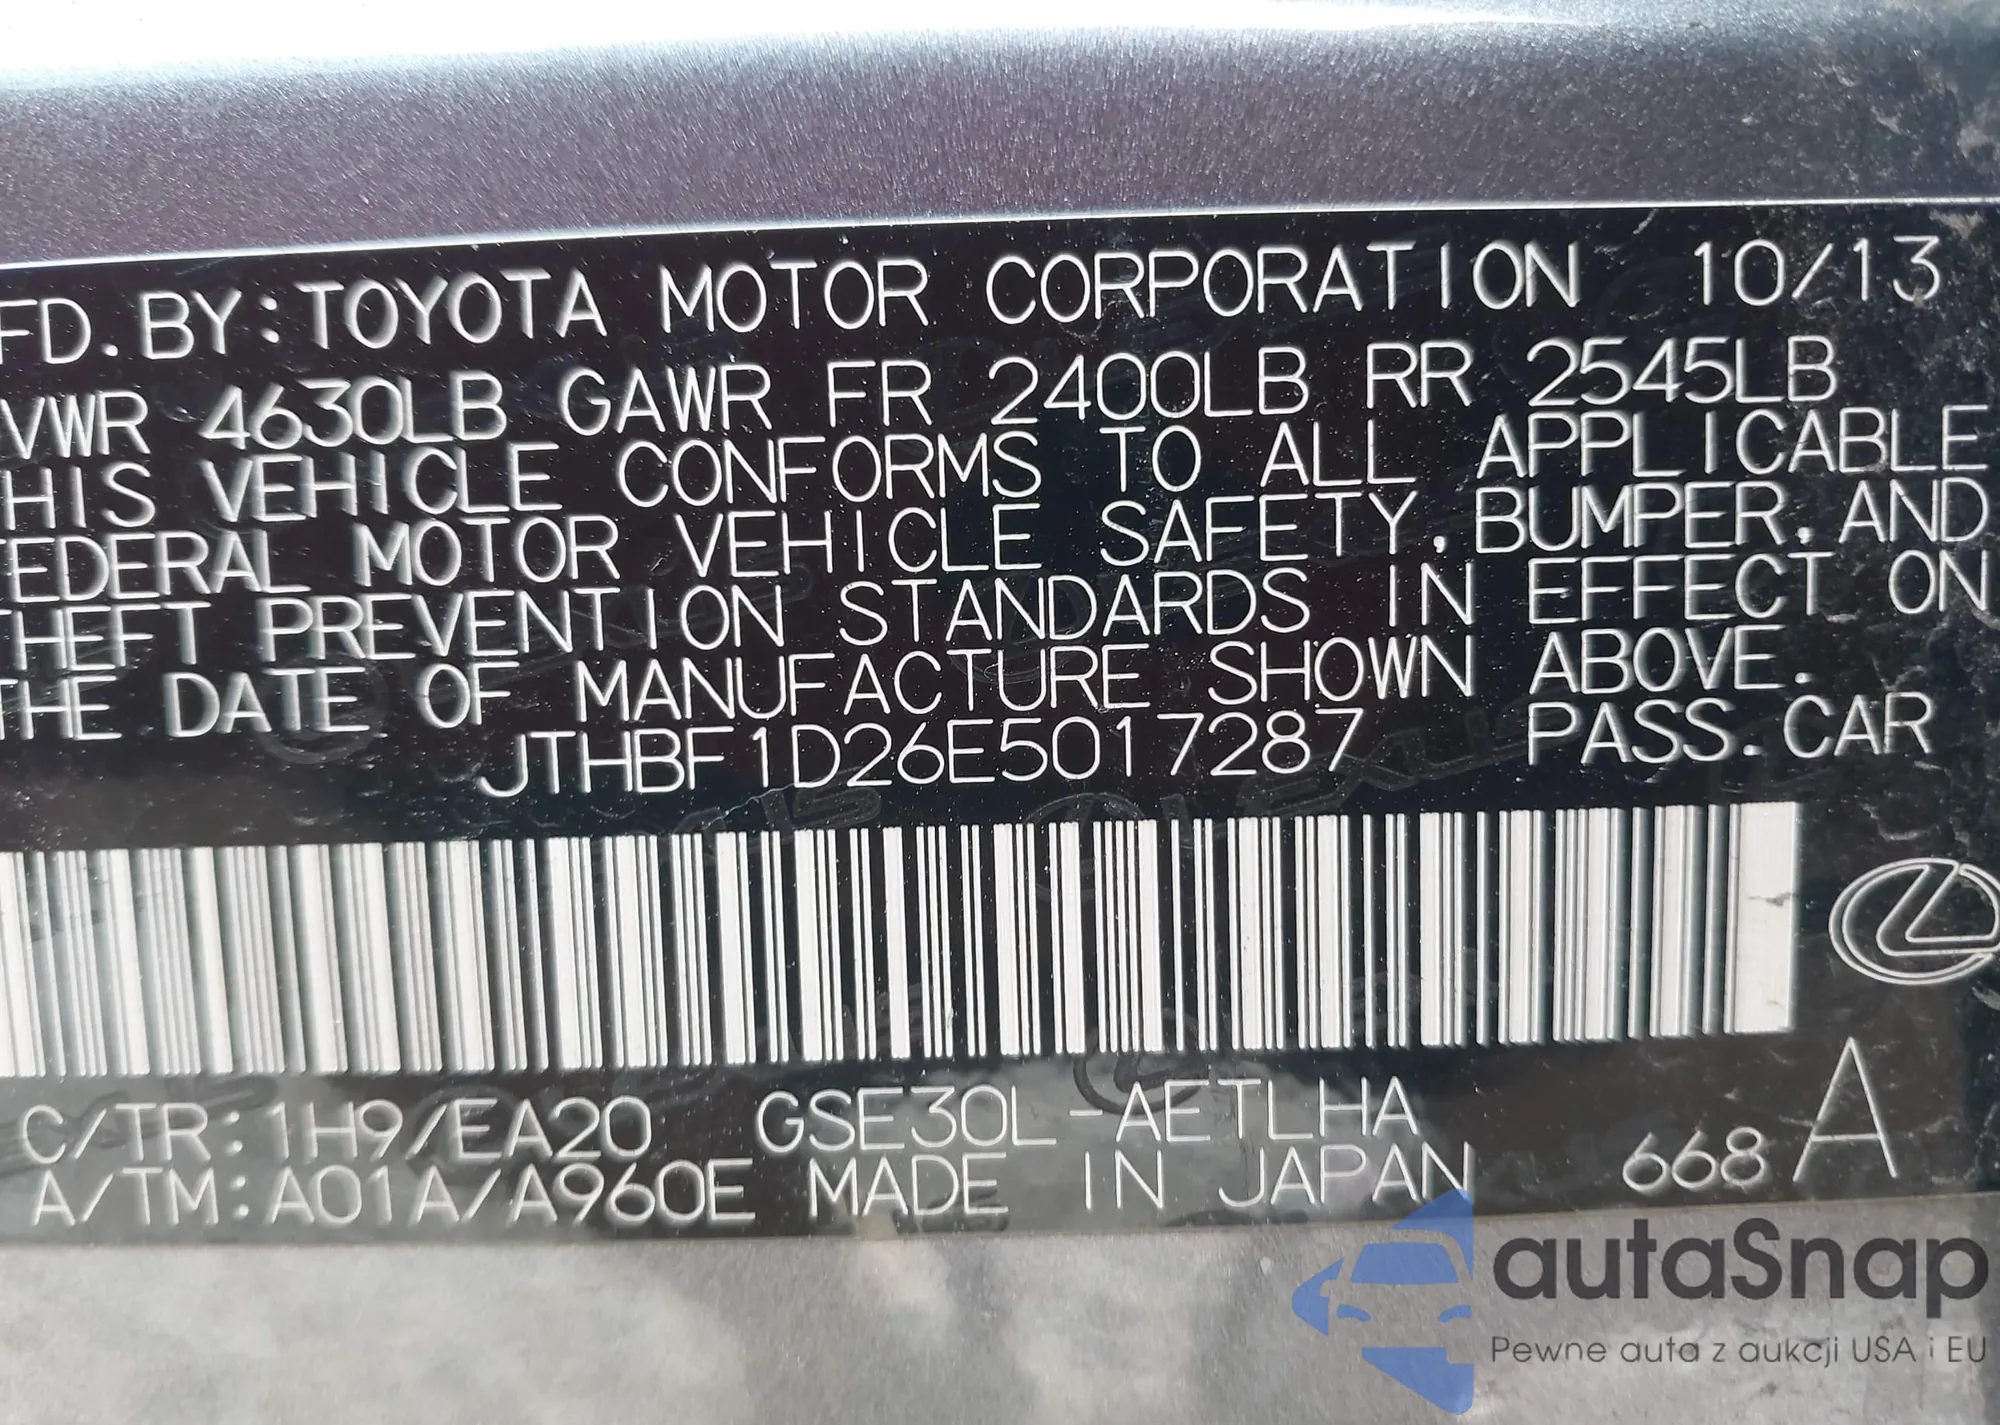 FD. BY:TOYOTA MOTOR CORPORATION 10/13
VWR 4630LB GAWR FR 2400LB RR 2545LB
HIS VEHICLE CONFORMS TO ALL APPLICABLE
EDERAL MOTOR VEHICLE SAFETY, BUMPER, AND
HEFT PREVENTION STANDARDS IN EFFECT ON
THE DATE OF MANUFACTURE SHOWN ABOVE.
JTHBF1D26E5017287 PASS. CAR
C/TR:1H9/EA20 GSE30L-AETLHA
A/TM:A01A/A960E MADE IN JAPAN 668 A
autaSnap
Pewne auta z aukcji USA i EU